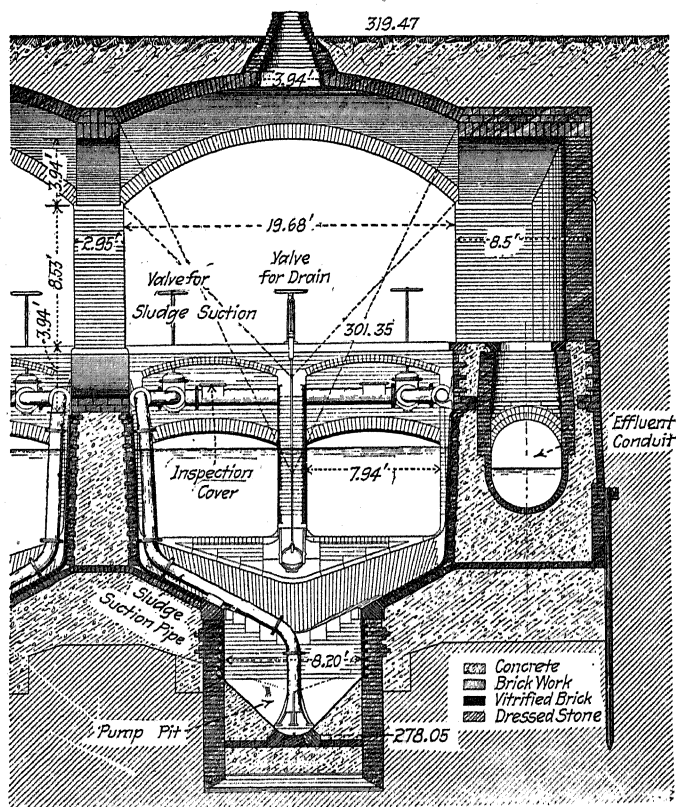 319.47
3.94'
3.94'
19.68'
2.95'
8.5'
8.53'
Valve for
Sludge Suction
Valve
for Drain
3.94'
301.35
Effluent
Conduit
Inspection
Cover
7.94'
Sludge
Suction Pipe
8.20'
Concrete
Brick Work
Vitrified Brick
Dressed Stone
Pump Pit
278.05